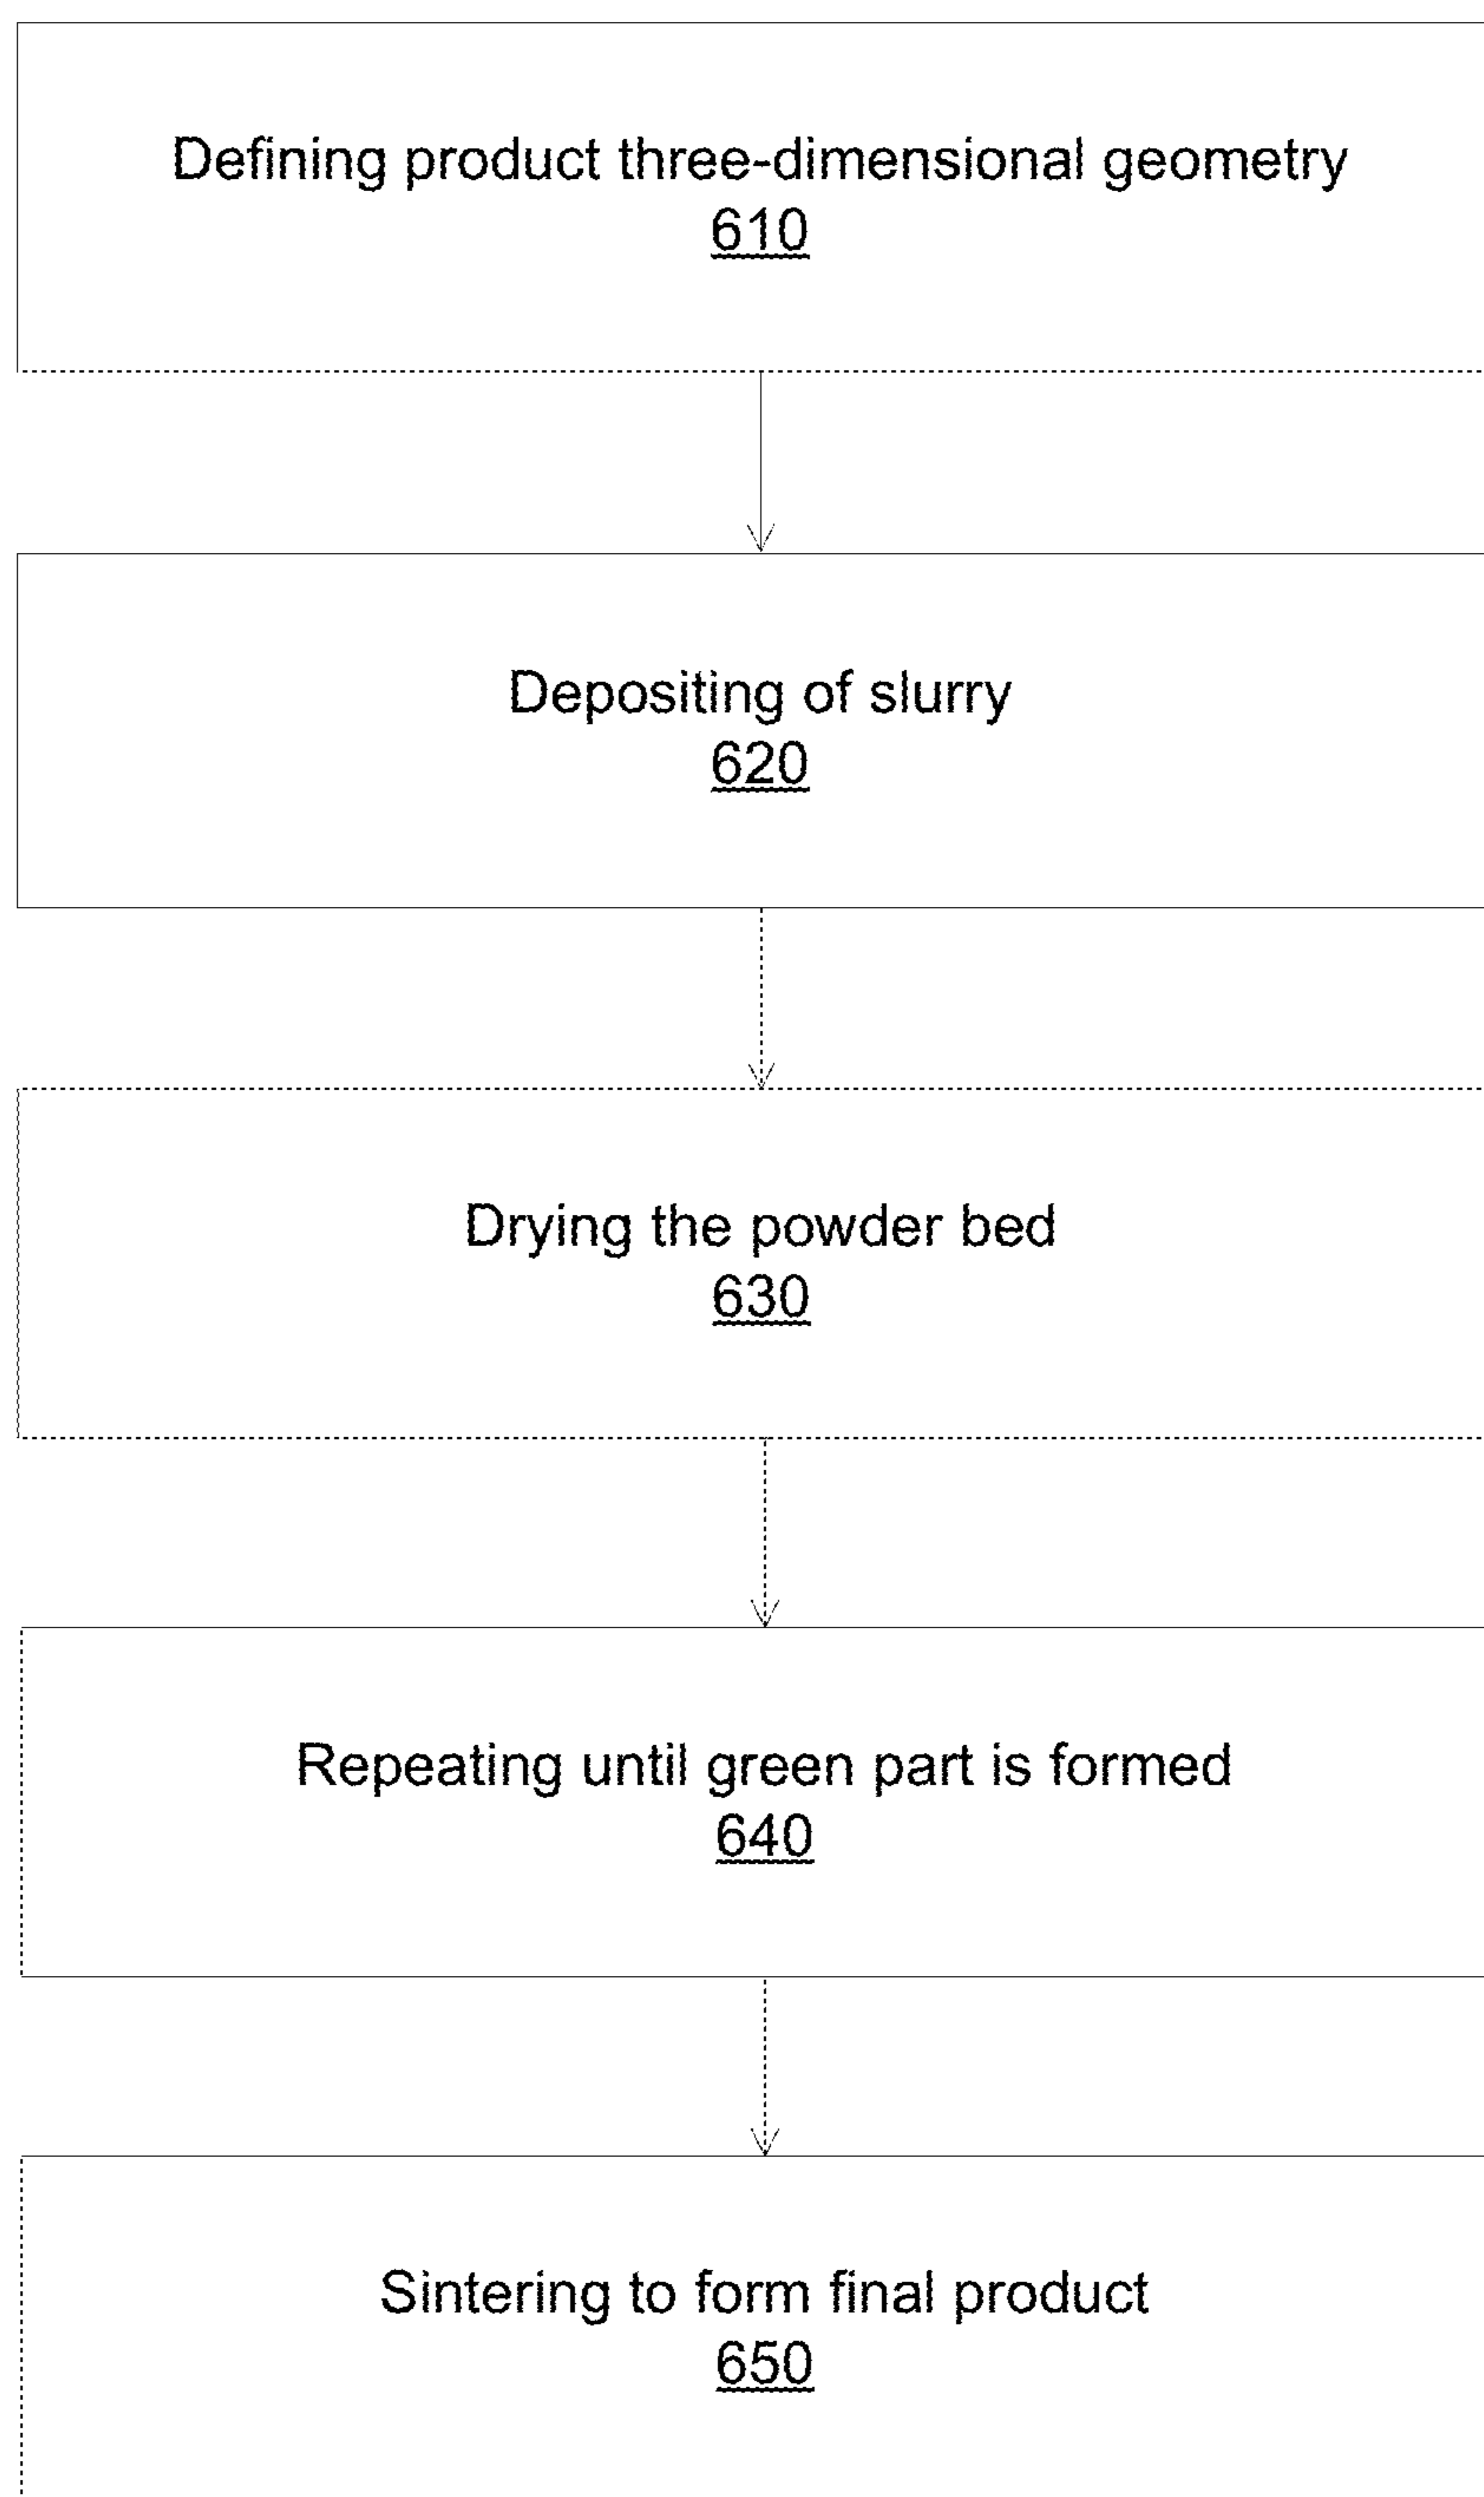 Defining product three-dimensional geometry
610
Depositing of slurry
620
Drying the powder bed
630
Repeating until green part is formed
640
Sintering to form final product
650